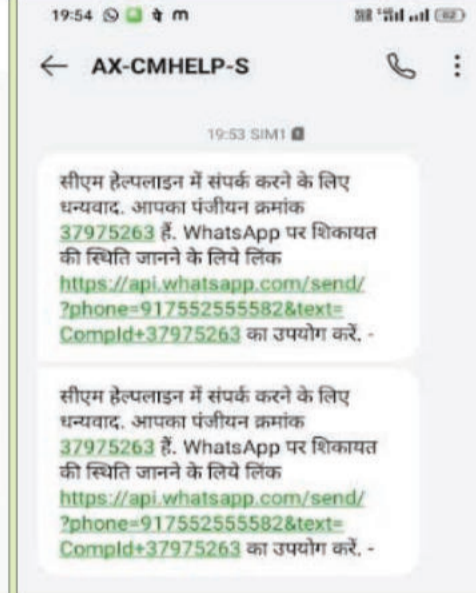 19:54
AX-CMHELP-S
19:53 SIM1
सीएम हेल्पलाइन में संपर्क करने के लिए
धन्यवाद. आपका पंजीयन क्रमांक
37975263 हैं. WhatsApp पर शिकायत
की स्थिति जानने के लिये लिंक
https://api.whatsapp.com/send/
?phone=917552555582&text=
CompId+37975263 का उपयोग करें. -
सीएम हेल्पलाइन में संपर्क करने के लिए
धन्यवाद. आपका पंजीयन क्रमांक
37975263 हैं. WhatsApp पर शिकायत
की स्थिति जानने के लिये लिंक
https://api.whatsapp.com/send/
?phone=917552555582&text=
CompId+37975263 का उपयोग करें. -